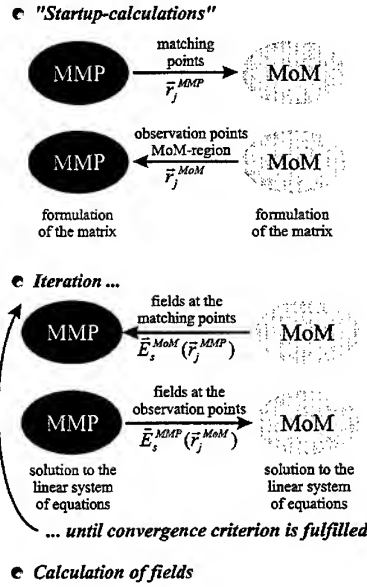 "Startup-calculations"
MMP
matching
points
r⃗_j^MMP
MoM
MMP
observation points
MoM-region
r⃗_j^MoM
MoM
formulation
of the matrix
formulation
of the matrix
Iteration ...
MMP
fields at the
matching points
E⃗_s^MoM(r⃗_j^MMP)
MoM
MMP
fields at the
observation points
E⃗_s^MMP(r⃗_j^MoM)
MoM
solution to the
linear system
of equations
solution to the
linear system
of equations
... until convergence criterion is fulfilled
Calculation of fields